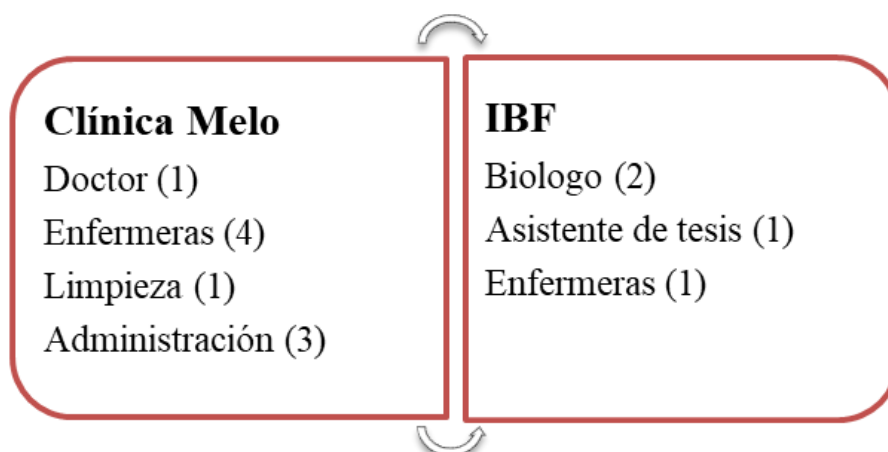 Clínica Melo
Doctor (1)
Enfermeras (4)
Limpieza (1)
Administración (3)
IBF
Biologo (2)
Asistente de tesis (1)
Enfermeras (1)